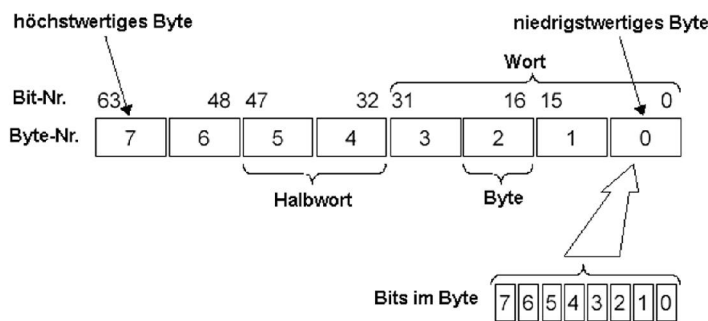 höchstwertiges Byte niedrigstwertiges Byte
Wort
Bit-Nr. 63 48 47 32 31 16 15 0
Byte-Nr. 7 6 5 4 3 2 1 0
Halbwort Byte
Bits im Byte 7 6 5 4 3 2 1 0